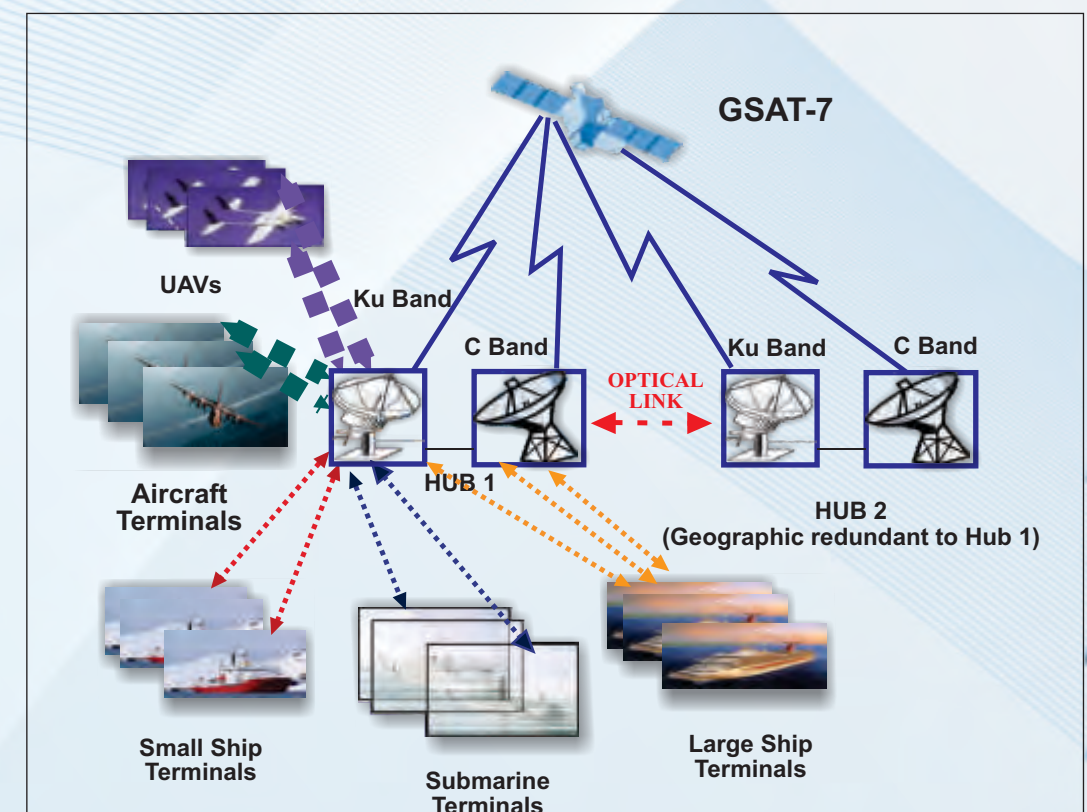 GSAT-7
UAVs
Ku Band
C Band
Ku Band
C Band
OPTICAL
LINK
HUB 1
Aircraft
Terminals
HUB 2
(Geographic redundant to Hub 1)
Small Ship
Terminals
Submarine
Terminals
Large Ship
Terminals